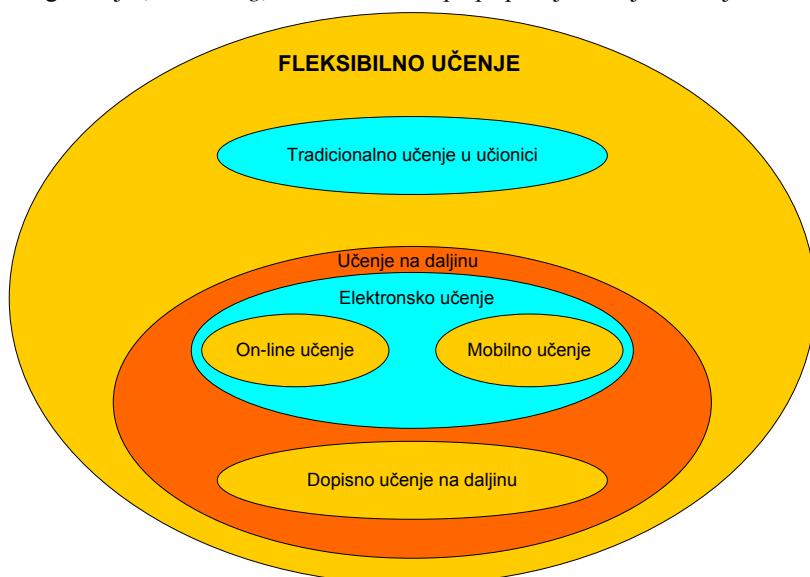 FLEKSIBILNO UČENJE
Tradicionalno učenje u učionici
Učenje na daljinu
Elektronsko učenje
On-line učenje
Mobilno učenje
Dopisno učenje na daljinu